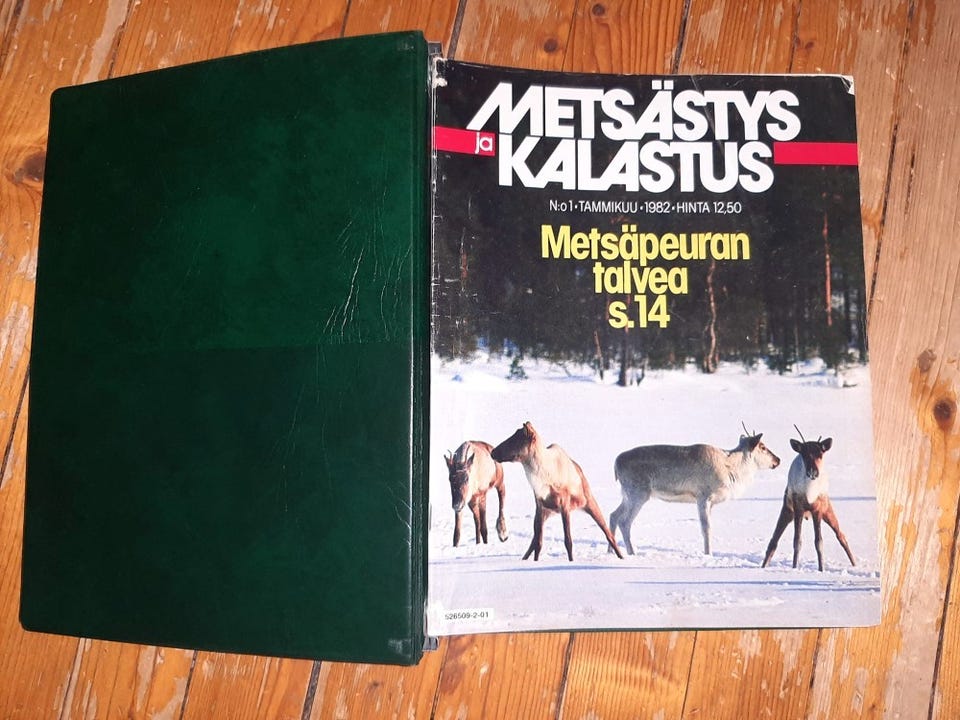 METSÄSTYS
ja
KALASTUS
N:o 1 • TAMMIKUU • 1982 • HINTA 12,50
Metsäpeuran
talvea
s.14
526509-2-01